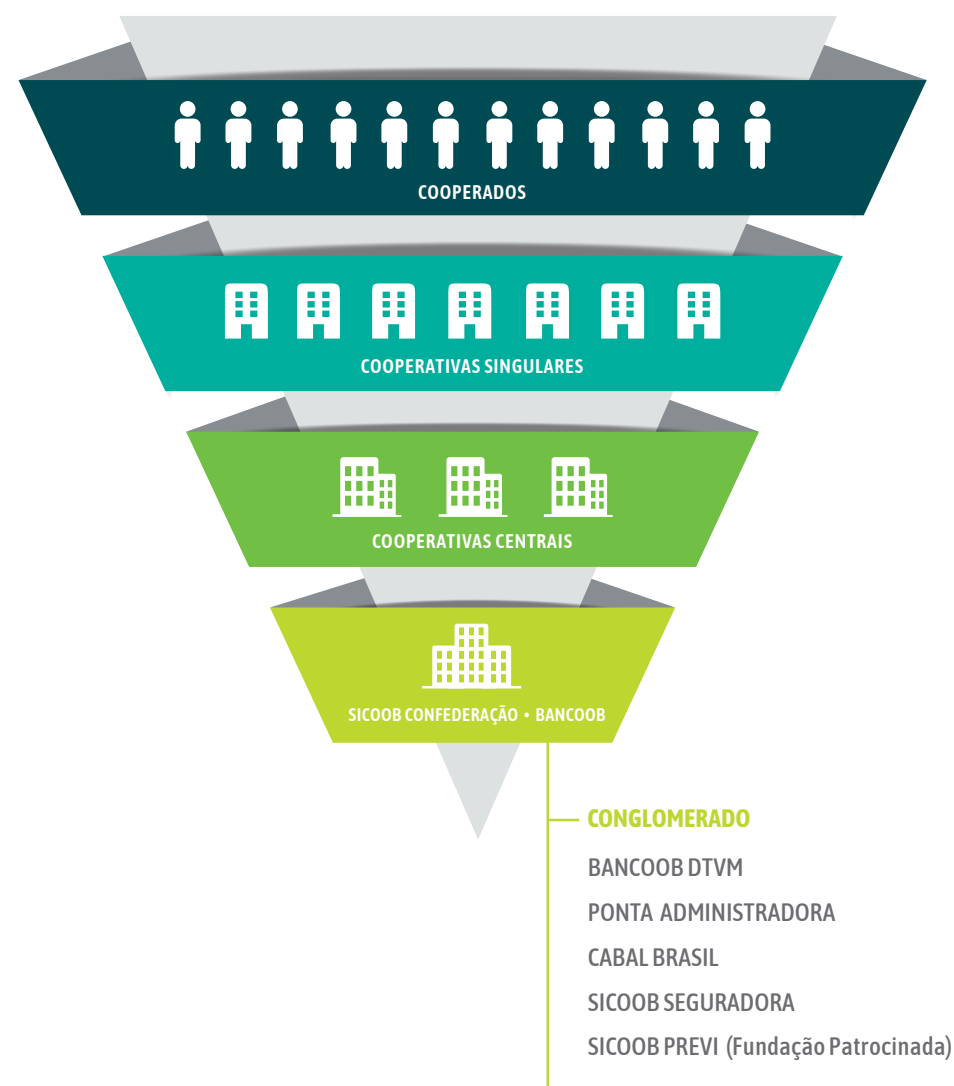 COOPERADOS
COOPERATIVAS SINGULARES
COOPERATIVAS CENTRAIS
SICOOB CONFEDERAÇÃO • BANCOOB
CONGLOMERADO
BANCOOB DTVM
PONTA ADMINISTRADORA
CABAL BRASIL
SICOOB SEGURADORA
SICOOB PREVI (Fundação Patrocinada)